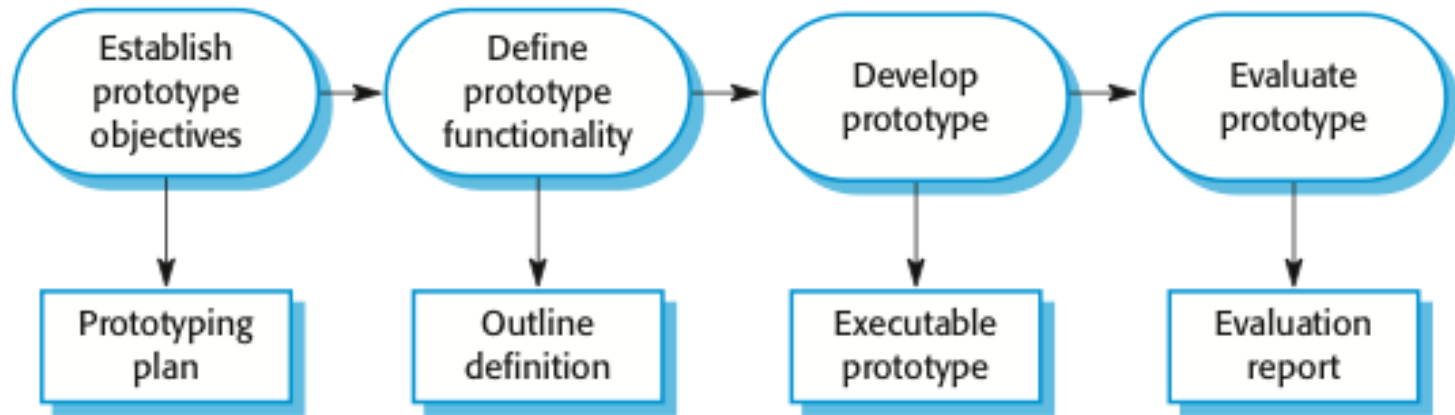 Establish
prototype
objectives
Define
prototype
functionality
Develop
prototype
Evaluate
prototype
Prototyping
plan
Outline
definition
Executable
prototype
Evaluation
report